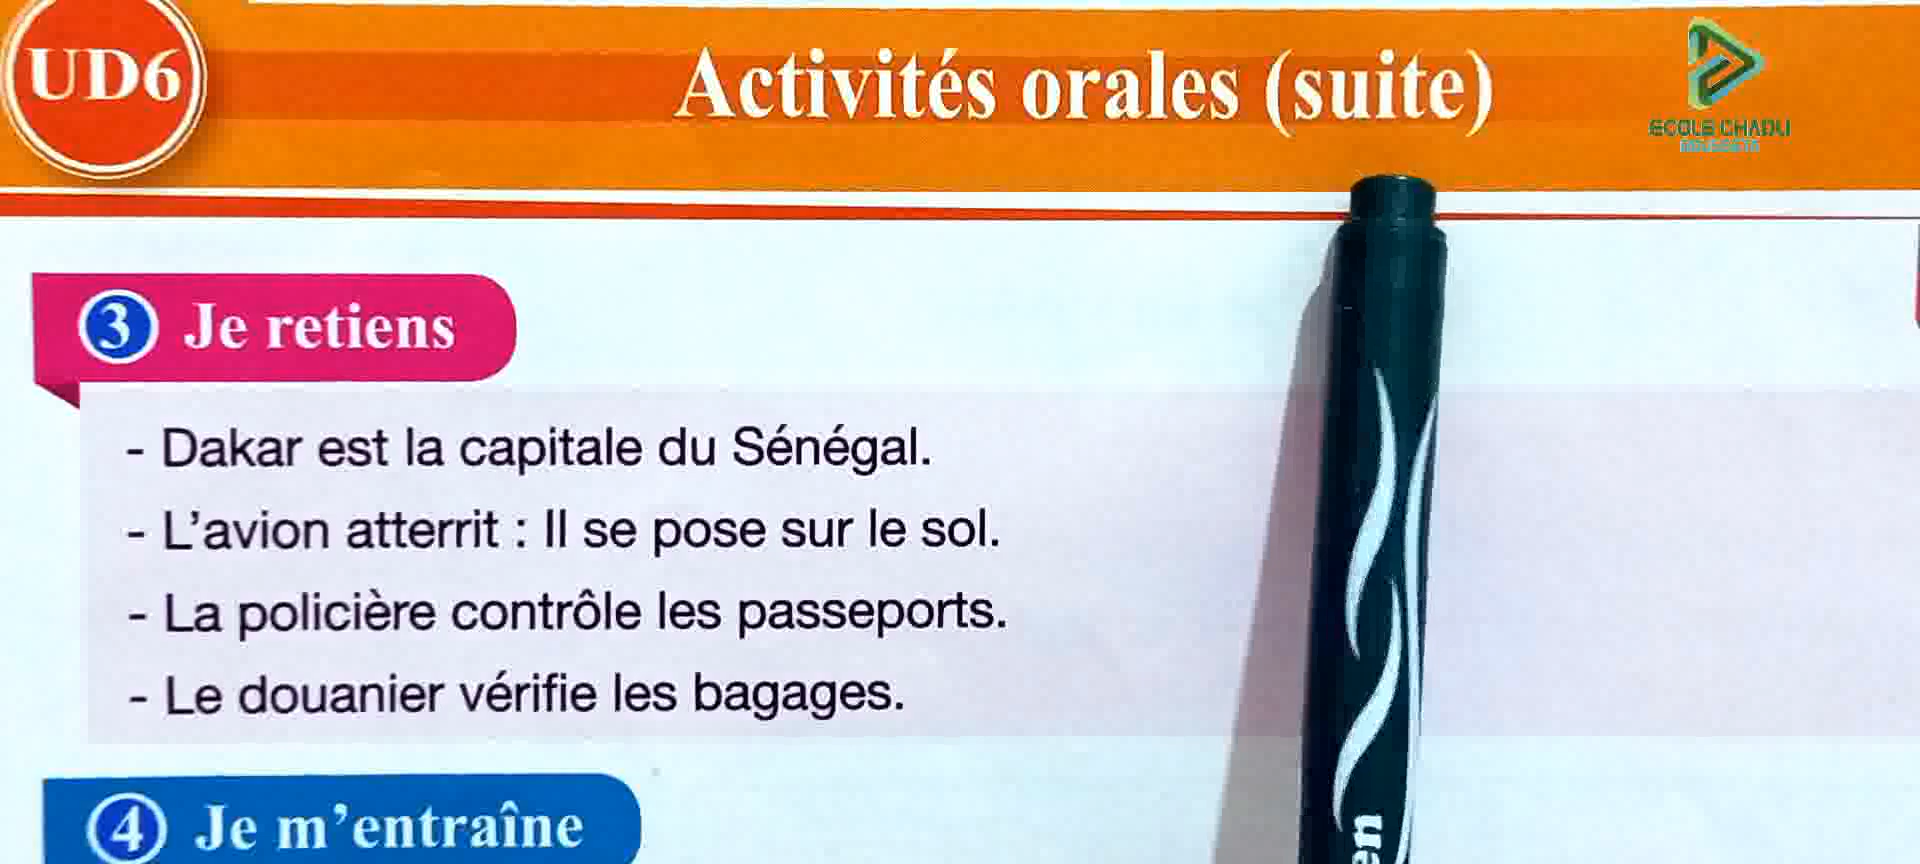 UD6
Activités orales (suite)
ECOLE CHADLI
3 Je retiens
- Dakar est la capitale du Sénégal.
- L'avion atterrit : Il se pose sur le sol.
- La policière contrôle les passeports.
- Le douanier vérifie les bagages.
4 Je m'entraîne
en